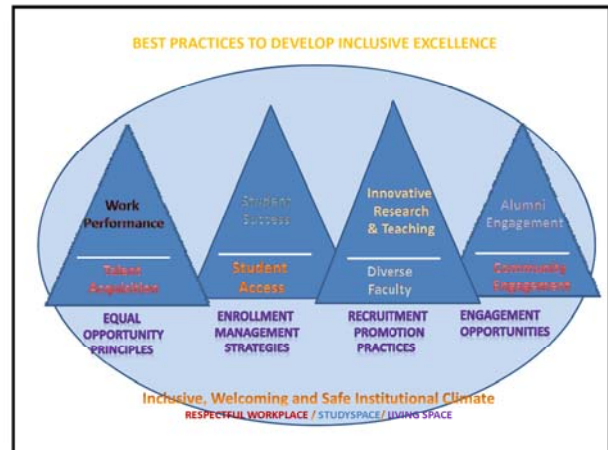 BEST PRACTICES TO DEVELOP INCLUSIVE EXCELLENCE
Work
Performance
Talent
Acquisition
EQUAL
OPPORTUNITY
PRINCIPLES
Student
Success
Student
Access
ENROLLMENT
MANAGEMENT
STRATEGIES
Innovative
Research
& Teaching
Diverse
Faculty
RECRUITMENT
PROMOTION
PRACTICES
Alumni
Engagement
Community
Engagement
ENGAGEMENT
OPPORTUNITIES
Inclusive, Welcoming and Safe Institutional Climate
RESPECTFUL WORKPLACE / STUDYSPACE/ LIVING SPACE